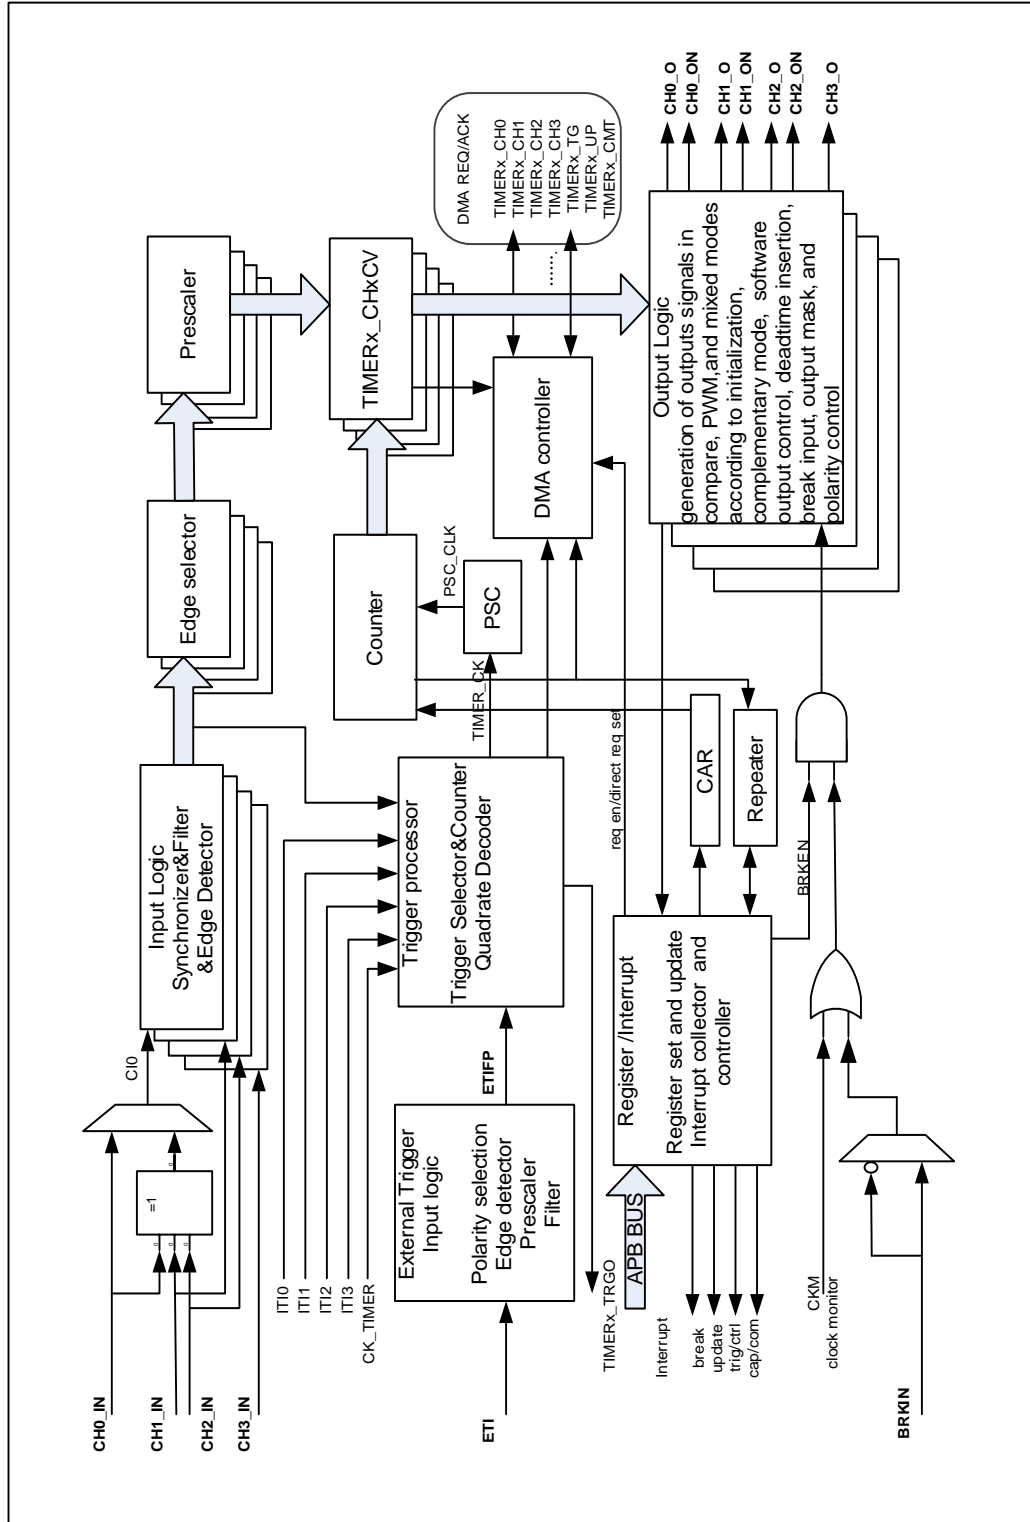 CH0_IN
CH1_IN
CH2_IN
CH3_IN
=1
0
0
0
0
CI0
Input Logic
Synchronizer&Filter
&Edge Detector
Edge selector
Prescaler
ITI0
ITI1
ITI2
ITI3
CK_TIMER
Trigger processor
Trigger Selector&Counter
Quadrate Decoder
TIMER_CK
PSC
PSC_CLK
Counter
TIMERx_CHxCV
ETI
External Trigger
Input logic
Polarity selection
Edge detector
Prescaler
Filter
ETIFP
TIMERx_TRGO
DMA controller
DMA REQ/ACK
TIMERx_CH0
TIMERx_CH1
TIMERx_CH2
TIMERx_CH3
TIMERx_TG
TIMERx_UP
TIMERx_CMT
......
req en/direct req set
APB BUS
Register /Interrupt
Register set and update
Interrupt collector and
controller
Interrupt
break
update
trig/ctrl
cap/com
CAR
Repeater
Output Logic
generation of outputs signals in
compare, PWM,and mixed modes
according to initialization,
complementary mode, software
output control, deadtime insertion,
break input, output mask, and
polarity control
CH0_O
CH0_ON
CH1_O
CH1_ON
CH2_O
CH2_ON
CH3_O
BRKEN
CKM
clock monitor
BRKIN